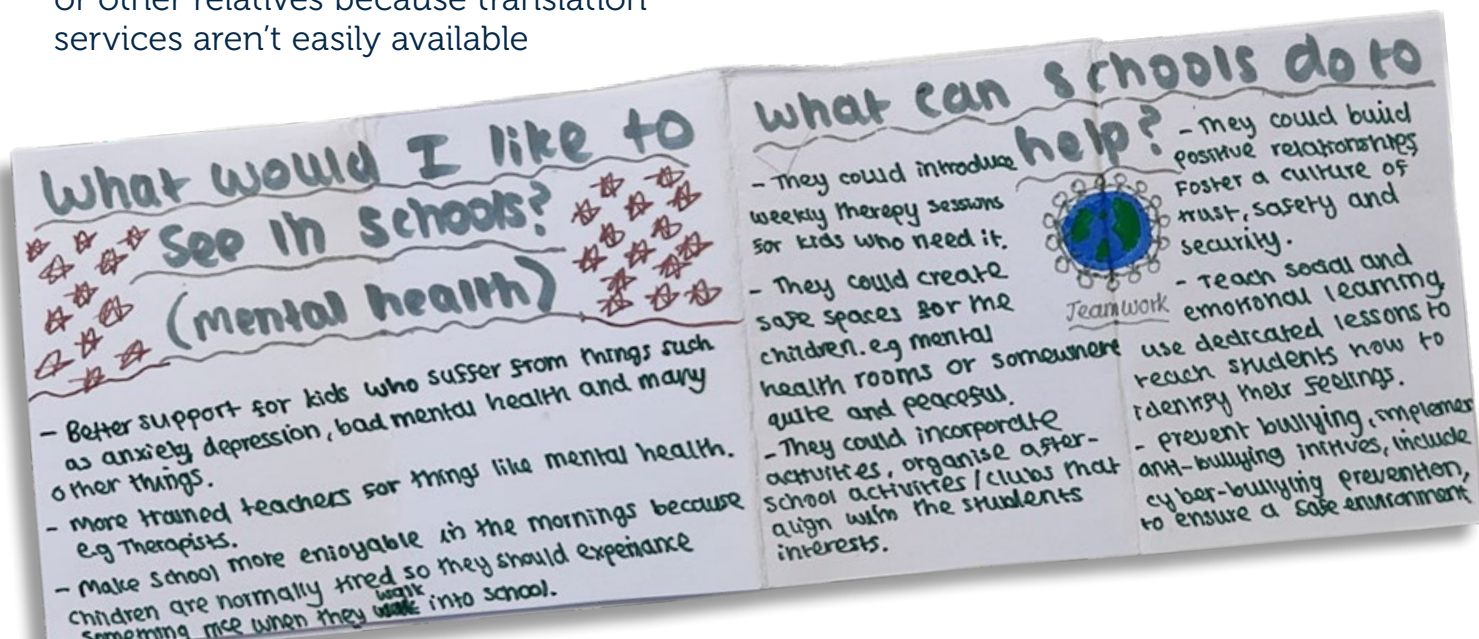 or other relatives because translation
services aren't easily available
What would I like to
see in schools?
(mental health)
- Better support for kids who suffer from things such
as anxiety, depression, bad mental health and many
other things.
- more trained teachers for things like mental health.
e.g Therapists.
- Make school more enjoyable in the mornings because
children are normally tired so they should experiance
something nice when they walk into school.
What can schools do to
help?
- They could introduce
weekly therepy sessions
for kids who need it.
- They could create
safe spaces for the
children. e.g mental
health rooms or somewhere
quite and peaceful.
- They could incorporate
activities, organise after-
school activities/clubs that
align with the students
interests.
Teamwork
- They could build
positive relationships,
Foster a culture of
trust, safety and
security.
- Teach social and
emotional learning,
use dedicated lessons to
teach students how to
identify their feelings.
- prevent bullying, implement
anti-bullying initives, include
cyber-bullying prevention,
to ensure a safe environment